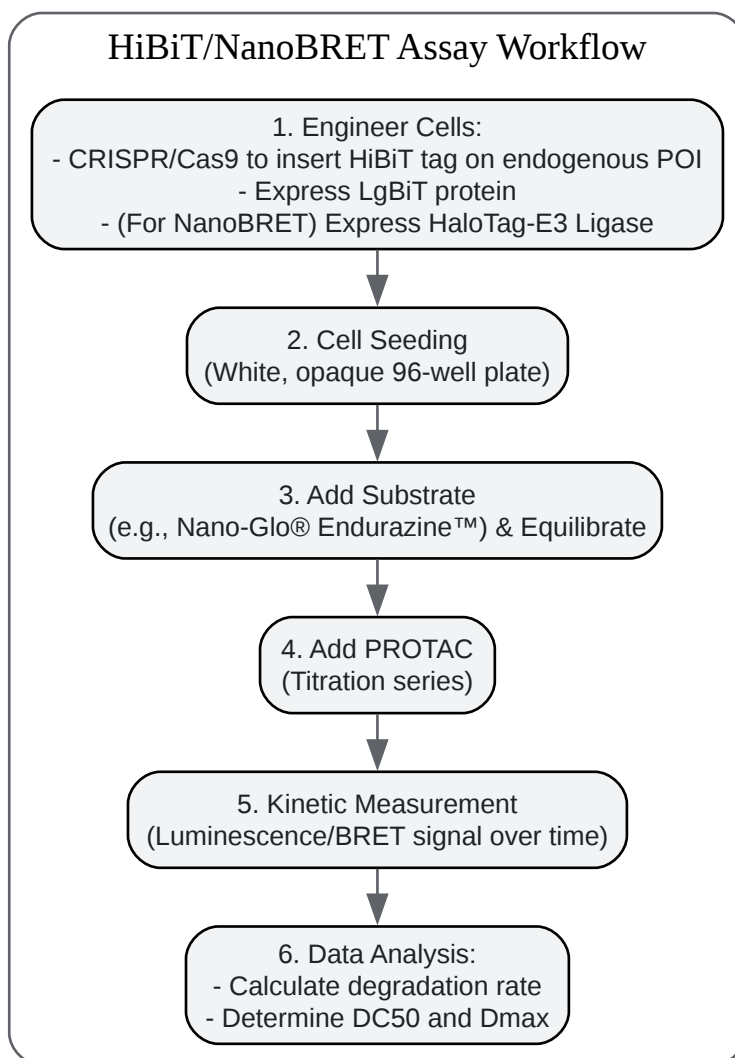 HiBiT/NanoBRET Assay Workflow
1. Engineer Cells:
- CRISPR/Cas9 to insert HiBiT tag on endogenous POI
- Express LgBiT protein
- (For NanoBRET) Express HaloTag-E3 Ligase
2. Cell Seeding
(White, opaque 96-well plate)
3. Add Substrate
(e.g., Nano-Glo® Endurazine™) & Equilibrate
4. Add PROTAC
(Titration series)
5. Kinetic Measurement
(Luminescence/BRET signal over time)
6. Data Analysis:
- Calculate degradation rate
- Determine DC50 and Dmax